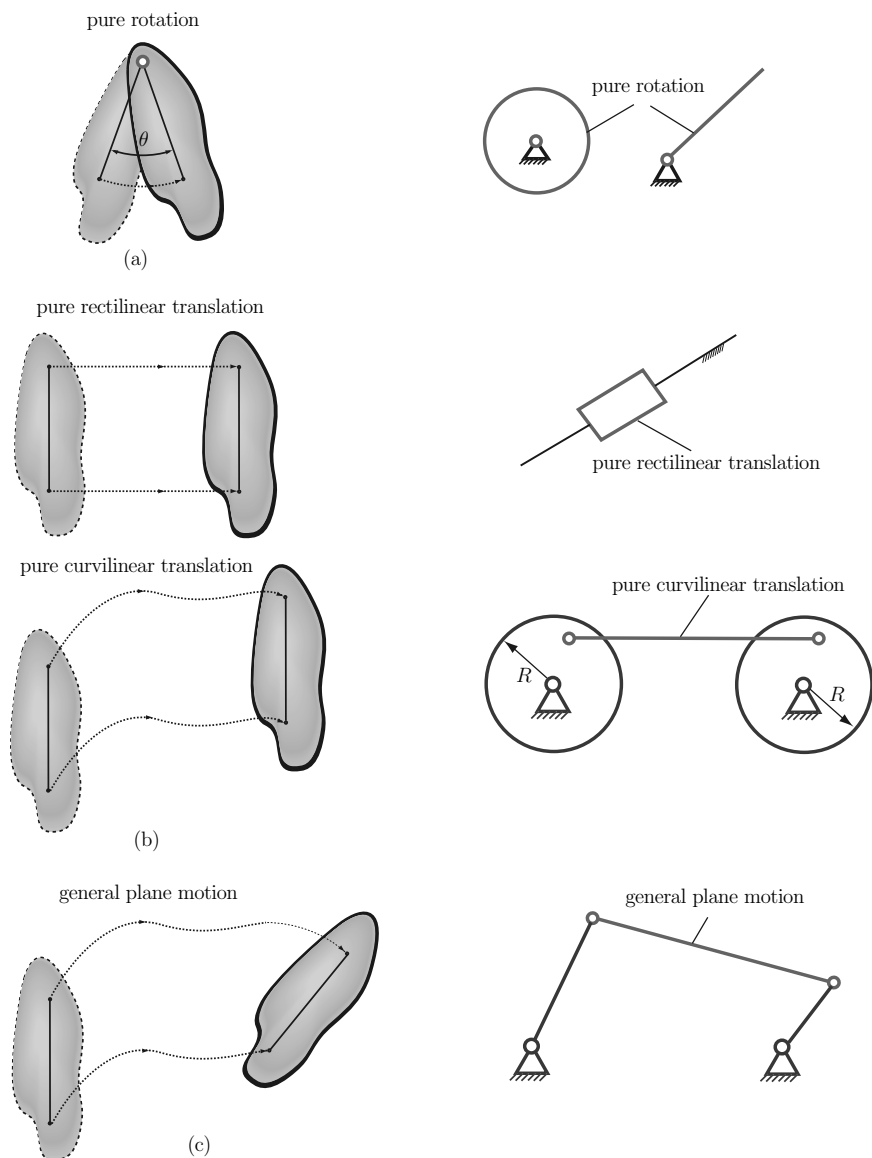 pure rotation
pure rotation
θ
(a)
pure rectilinear translation
pure rectilinear translation
pure curvilinear translation
pure curvilinear translation
R
R
(b)
general plane motion
general plane motion
(c)